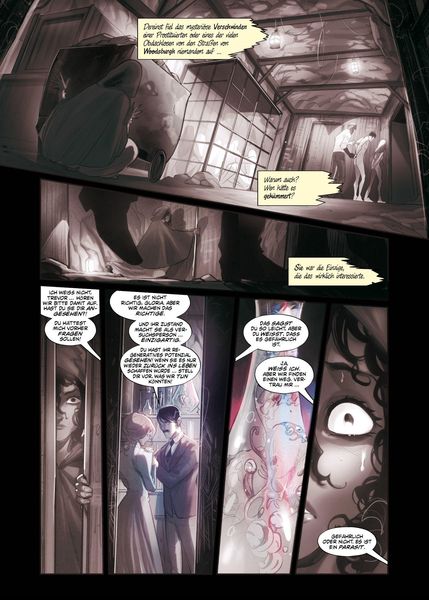 Derweil fiel das mysteriöse Verschwinden
einer Prostituierten oder eines der vielen
Obdachlosen von den Straßen von
Woodsburgh niemandem auf ...
Warum auch?
Wen hätte es
gekümmert?
Sie war die Einzige,
die das wirklich interessierte.
ICH WEISS NICHT,
TREVOR ... HÖREN
WIR BITTE DAMIT AUF.
HAST DU SIE DIR AN-
GESEHEN!?
DU HÄTTEST
MICH VORHER
FRAGEN
SOLLEN!
ES IST NICHT
RICHTIG, GLORIA. ABER
WIR MACHEN DAS
RICHTIGE.
UND IHR ZUSTAND
MACHT SIE ALS VER-
SUCHSPERSON ...
EINZIGARTIG.
DU HAST IHR RE-
GENERATIVES POTENZIAL
GESEHEN! WENN SIE ES NUR
WIEDER ZURÜCK INS LEBEN
SCHAFFEN WÜRDE ... STELL
DIR VOR, WAS WIR TUN
KÖNNTEN!
DAS SAGST
DU SO LEICHT, ABER
DU WEISST, DASS
ES GEFÄHRLICH
IST.
JA,
WEISS ICH.
ABER WIR FINDEN
EINEN WEG. VER-
TRAU MIR ...
GEFÄHRLICH
ODER NICHT, ES IST
EIN PARASIT.